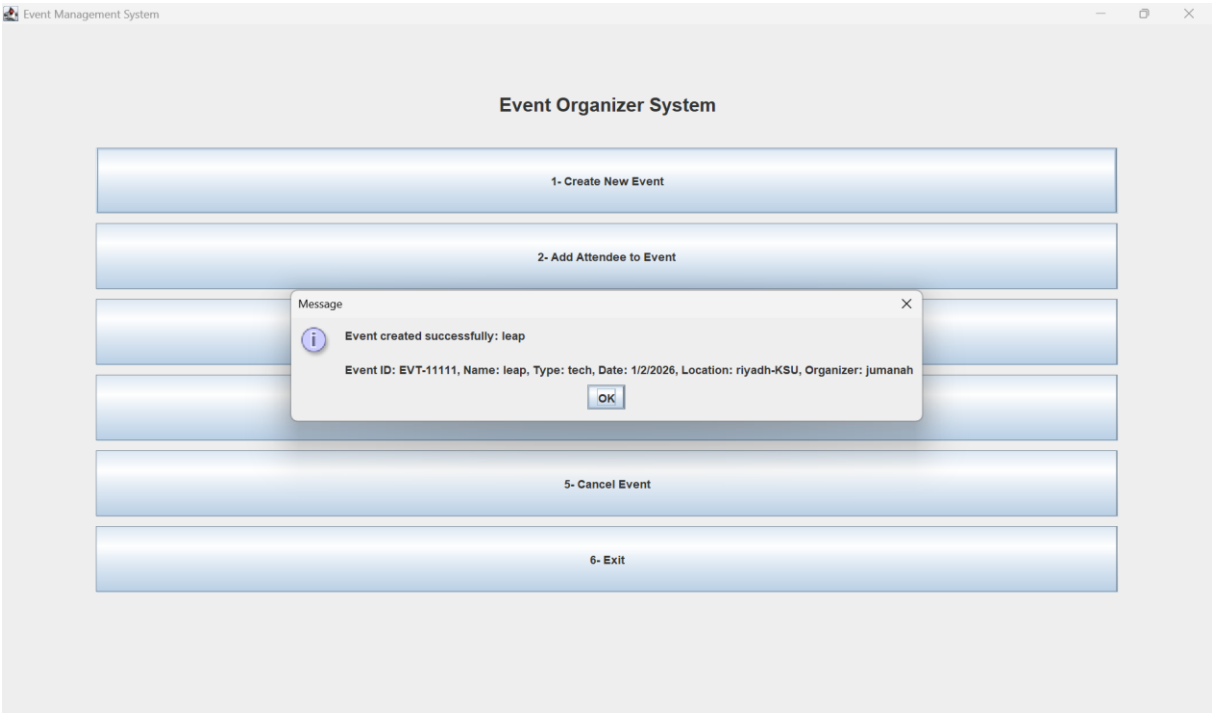 Event Management System
Event Organizer System
1- Create New Event
2- Add Attendee to Event
Message
Event created successfully: leap
Event ID: EVT-11111, Name: leap, Type: tech, Date: 1/2/2026, Location: riyadh-KSU, Organizer: jumanah
OK
5- Cancel Event
6- Exit